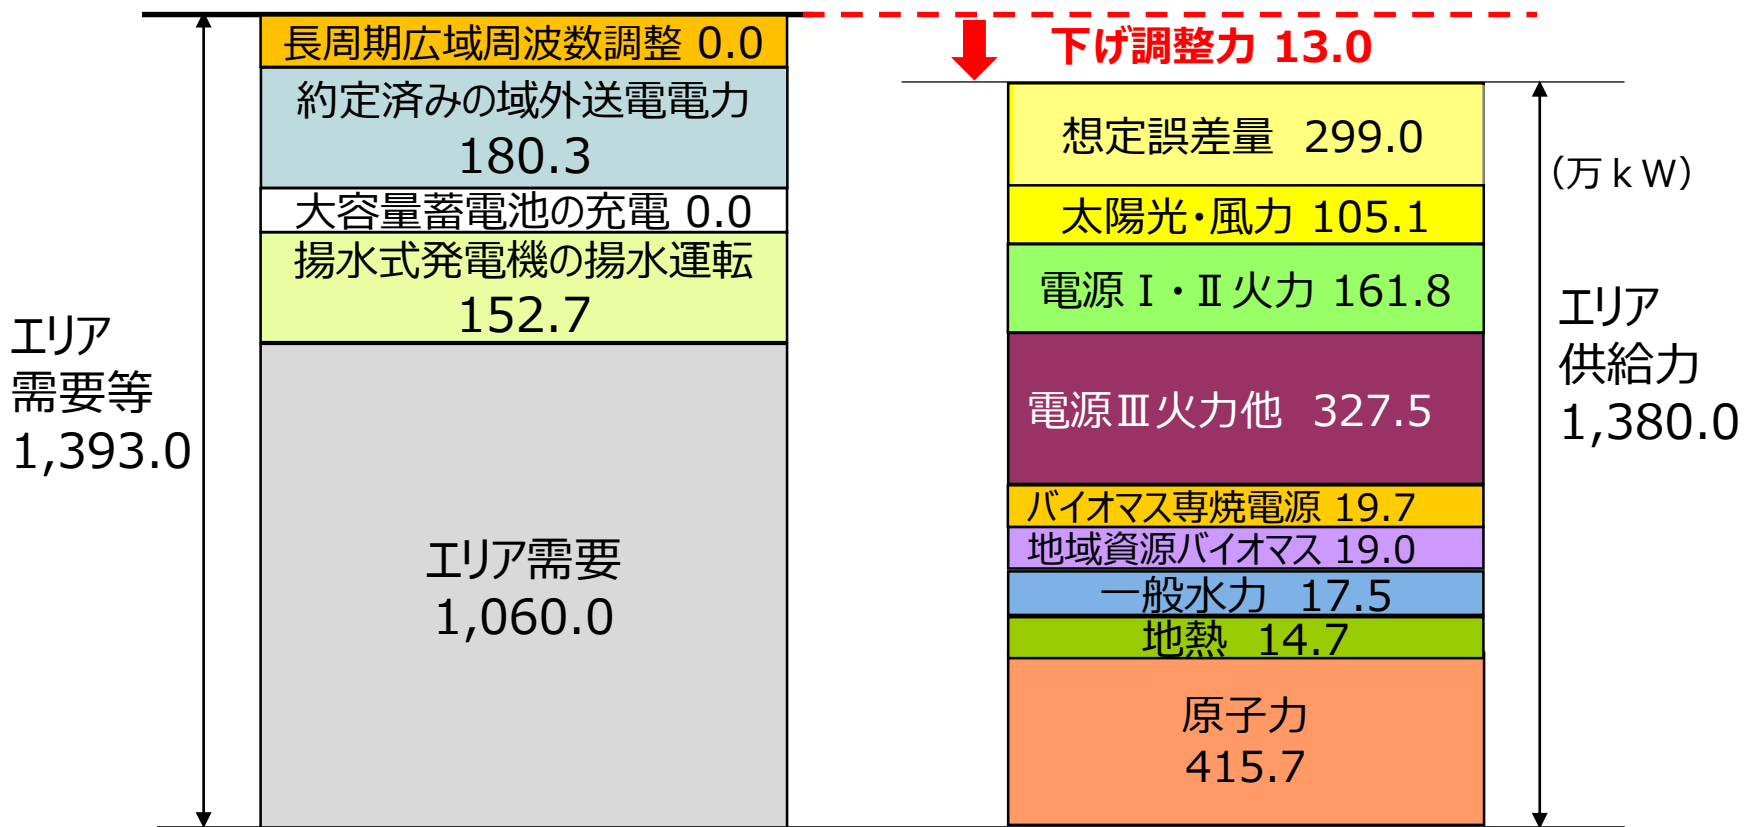 長周期広域周波数調整 0.0
約定済みの域外送電電力
180.3
大容量蓄電池の充電 0.0
揚水式発電機の揚水運転
152.7
エリア
需要等
1,393.0
エリア需要
1,060.0
下げ調整力 13.0
想定誤差量 299.0
(万kW)
太陽光・風力 105.1
電源Ⅰ・Ⅱ火力 161.8
電源Ⅲ火力他 327.5
バイオマス専焼電源 19.7
地域資源バイオマス 19.0
一般水力 17.5
地熱 14.7
原子力
415.7
エリア
供給力
1,380.0